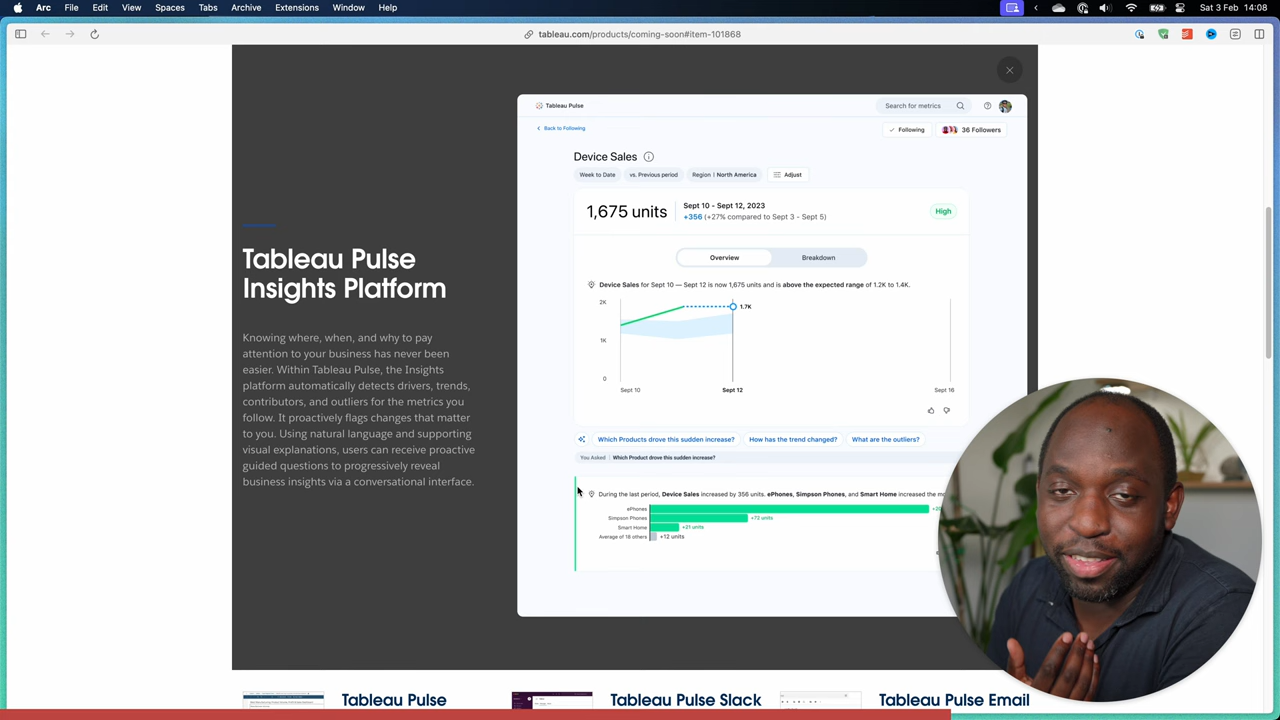 Arc File Edit View Spaces Tabs Archive Extensions Window Help
Sat 3 Feb 14:08
tableau.com/products/coming-soon#item-101868
Tableau Pulse
Insights Platform
Knowing where, when, and why to pay
attention to your business has never been
easier. Within Tableau Pulse, the Insights
platform automatically detects drivers, trends,
contributors, and outliers for the metrics you
follow. It proactively flags changes that matter
to you. Using natural language and supporting
visual explanations, users can receive proactive
guided questions to progressively reveal
business insights via a conversational interface.
Tableau Pulse
Search for metrics
Back to Following
Following
36 Followers
Device Sales
Week to Date
vs. Previous period
Region | North America
Adjust
1,675 units
Sept 10 - Sept 12, 2023
+356 (+27% compared to Sept 3 - Sept 5)
High
Overview
Breakdown
Device Sales for Sept 10 — Sept 12 is now 1,675 units and is above the expected range of 1.2K to 1.4K.
2K
1.7K
1K
0
Sept 10
Sept 12
Sept 16
Which Products drove this sudden increase?
How has the trend changed?
What are the outliers?
You Asked | Which Product drove this sudden increase?
During the last period, Device Sales increased by 356 units. ePhones, Simpson Phones, and Smart Home increased the
ePhones
Simpson Phones +72 units
Smart Home +21 units
Average of 18 others +12 units
Tableau Pulse
Tableau Pulse Slack
Tableau Pulse Email